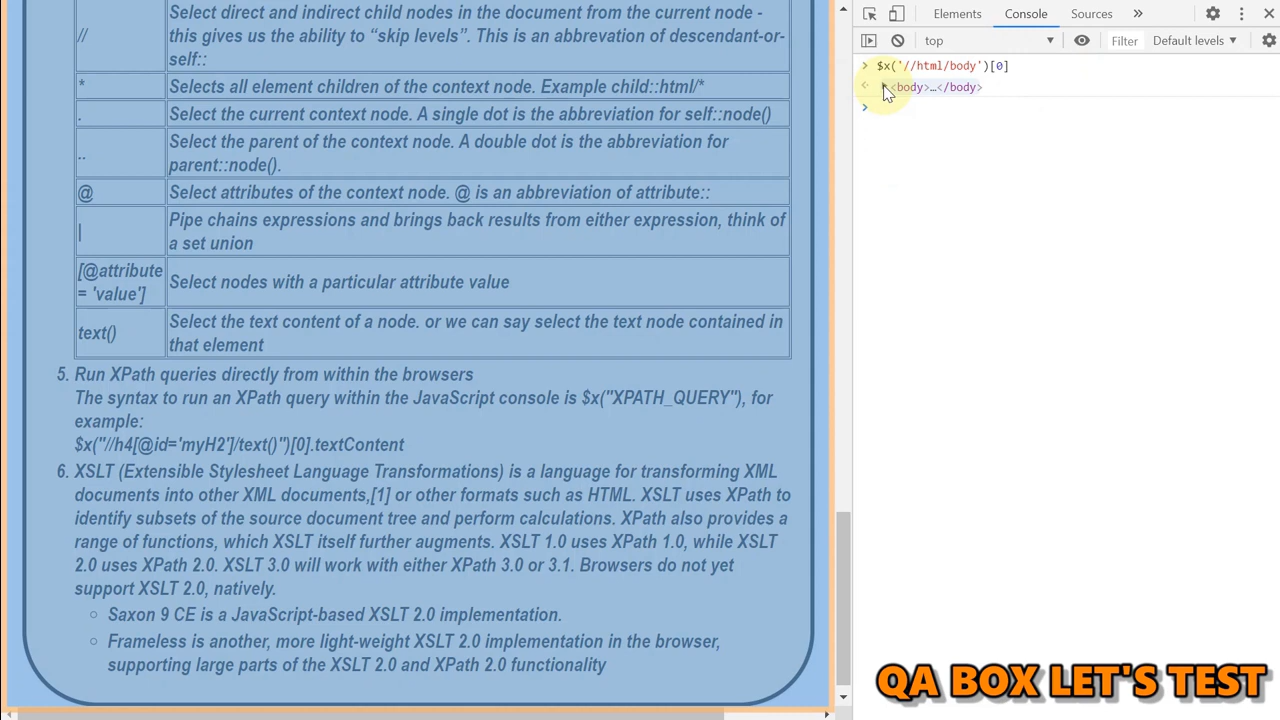 Select direct and indirect child nodes in the document from the current node -
// this gives us the ability to “skip levels”. This is an abbrevation of descendant-or-
self::
* Selects all element children of the context node. Example child::html/*
. Select the current context node. A single dot is the abbreviation for self::node()
.. Select the parent of the context node. A double dot is the abbreviation for
parent::node().
@ Select attributes of the context node. @ is an abbreviation of attribute::
| Pipe chains expressions and brings back results from either expression, think of
a set union
[@attribute
= 'value'] Select nodes with a particular attribute value
text() Select the text content of a node. or we can say select the text node contained in
that element
5. Run XPath queries directly from within the browsers
The syntax to run an XPath query within the JavaScript console is $x("XPATH_QUERY"), for
example:
$x("//h4[@id='myH2']/text()")[0].textContent
6. XSLT (Extensible Stylesheet Language Transformations) is a language for transforming XML
documents into other XML documents,[1] or other formats such as HTML. XSLT uses XPath to
identify subsets of the source document tree and perform calculations. XPath also provides a
range of functions, which XSLT itself further augments. XSLT 1.0 uses XPath 1.0, while XSLT
2.0 uses XPath 2.0. XSLT 3.0 will work with either XPath 3.0 or 3.1. Browsers do not yet
support XSLT 2.0, natively.
Saxon 9 CE is a JavaScript-based XSLT 2.0 implementation.
Frameless is another, more light-weight XSLT 2.0 implementation in the browser,
supporting large parts of the XSLT 2.0 and XPath 2.0 functionality
Elements Console Sources »
top Filter Default levels
> $x('//html/body')[0]
<body>…</body>
>
QA BOX LET'S TEST